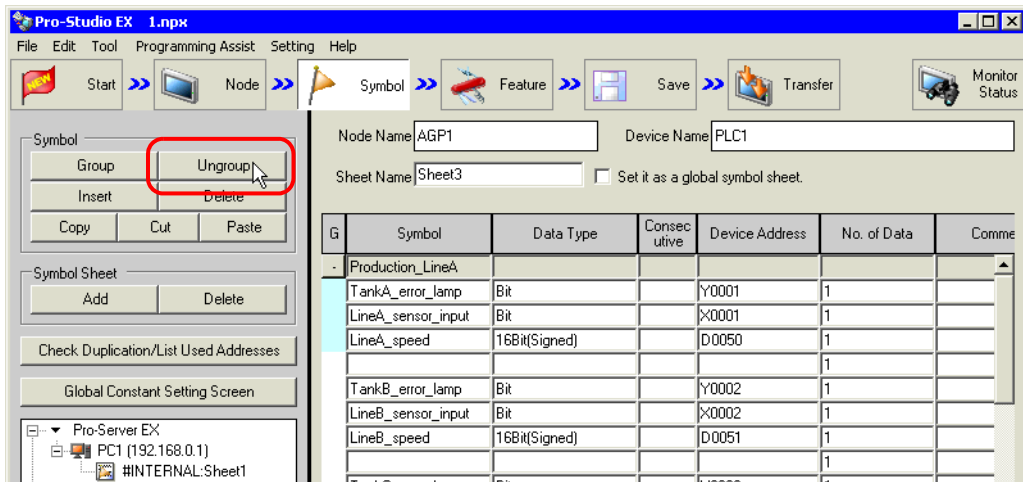 Pro-Studio EX 1.npx
File Edit Tool Programming Assist Setting Help
NEW Start Node Symbol Feature Save Transfer Monitor Status
Symbol
Group Ungroup
Insert Delete
Copy Cut Paste
Symbol Sheet
Add Delete
Check Duplication/List Used Addresses
Global Constant Setting Screen
Pro-Server EX
PC1 (192.168.0.1)
#INTERNAL:Sheet1
Node Name AGP1 Device Name PLC1
Sheet Name Sheet3 Set it as a global symbol sheet.
G Symbol Data Type Consecutive Device Address No. of Data Comme
- Production_LineA
TankA_error_lamp Bit Y0001 1
LineA_sensor_input Bit X0001 1
LineA_speed 16Bit(Signed) D0050 1
1
TankB_error_lamp Bit Y0002 1
LineB_sensor_input Bit X0002 1
LineB_speed 16Bit(Signed) D0051 1
1